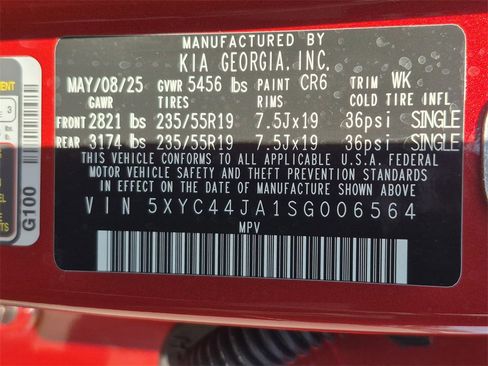 MANUFACTURED BY
KIA GEORGIA, INC.
MAY/08/25 GVWR 5456 lbs PAINT CR6 TRIM WK
GAWR TIRES RIMS COLD TIRE INFL
FRONT 2821 lbs 235/55R19 7.5Jx19 36psi SINGLE
REAR 3174 lbs 235/55R19 7.5Jx19 36psi SINGLE
THIS VEHICLE CONFORMS TO ALL APPLICABLE U.S.A. FEDERAL
MOTOR VEHICLE SAFETY AND THEFT PREVENTION STANDARDS
IN EFFECT ON THE DATE OF MANUFACTURE SHOWN ABOVE
VIN 5XYC44JA1SG006564
MPV
G100
3